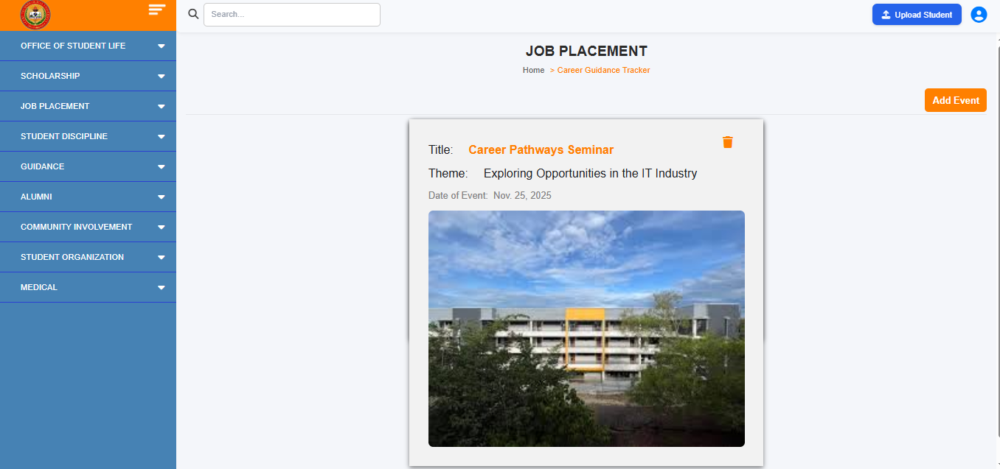 Search...
Upload Student
OFFICE OF STUDENT LIFE
SCHOLARSHIP
JOB PLACEMENT
STUDENT DISCIPLINE
GUIDANCE
ALUMNI
COMMUNITY INVOLVEMENT
STUDENT ORGANIZATION
MEDICAL
JOB PLACEMENT
Home > Career Guidance Tracker
Add Event
Title: Career Pathways Seminar
Theme: Exploring Opportunities in the IT Industry
Date of Event: Nov. 25, 2025